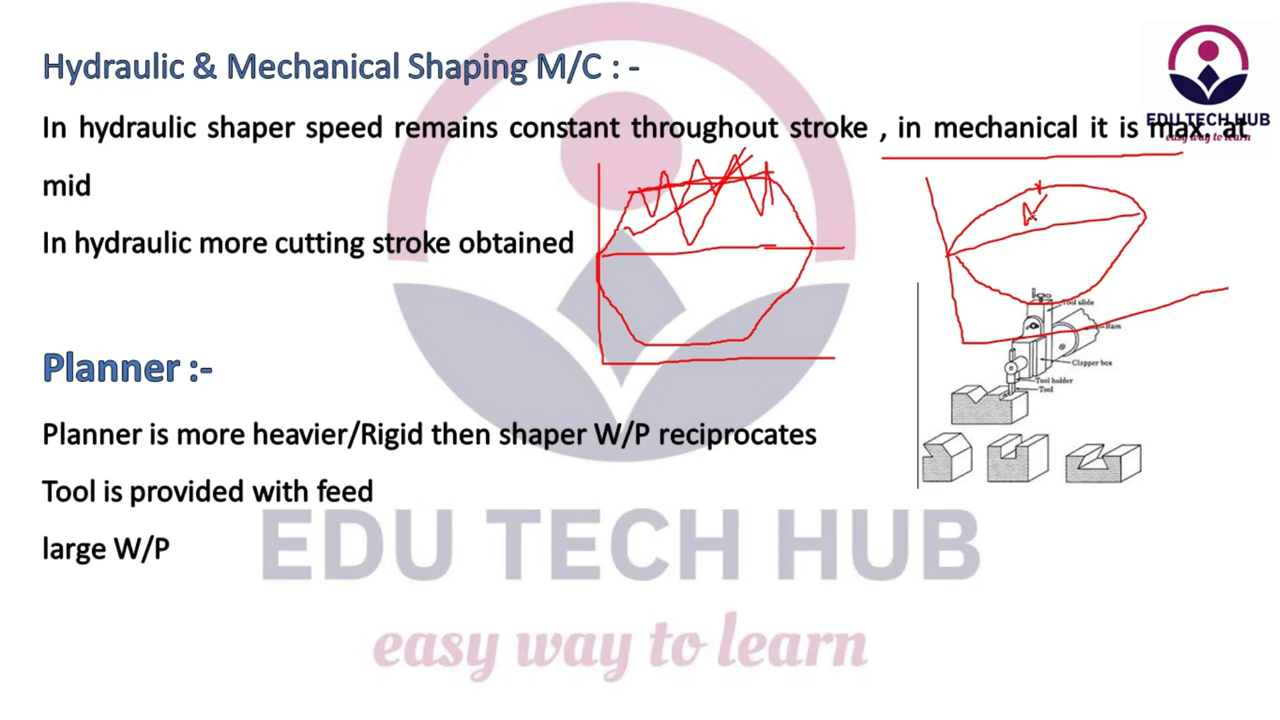 Hydraulic & Mechanical Shaping M/C : -
EDU TECH HUB
easy way to learn
In hydraulic shaper speed remains constant throughout stroke , in mechanical it is max. at
mid
In hydraulic more cutting stroke obtained
Tool slide
Ram
Clapper box
Tool holder
Tool
Planner :-
Planner is more heavier/Rigid then shaper W/P reciprocates
Tool is provided with feed
large W/P
EDU TECH HUB
easy way to learn